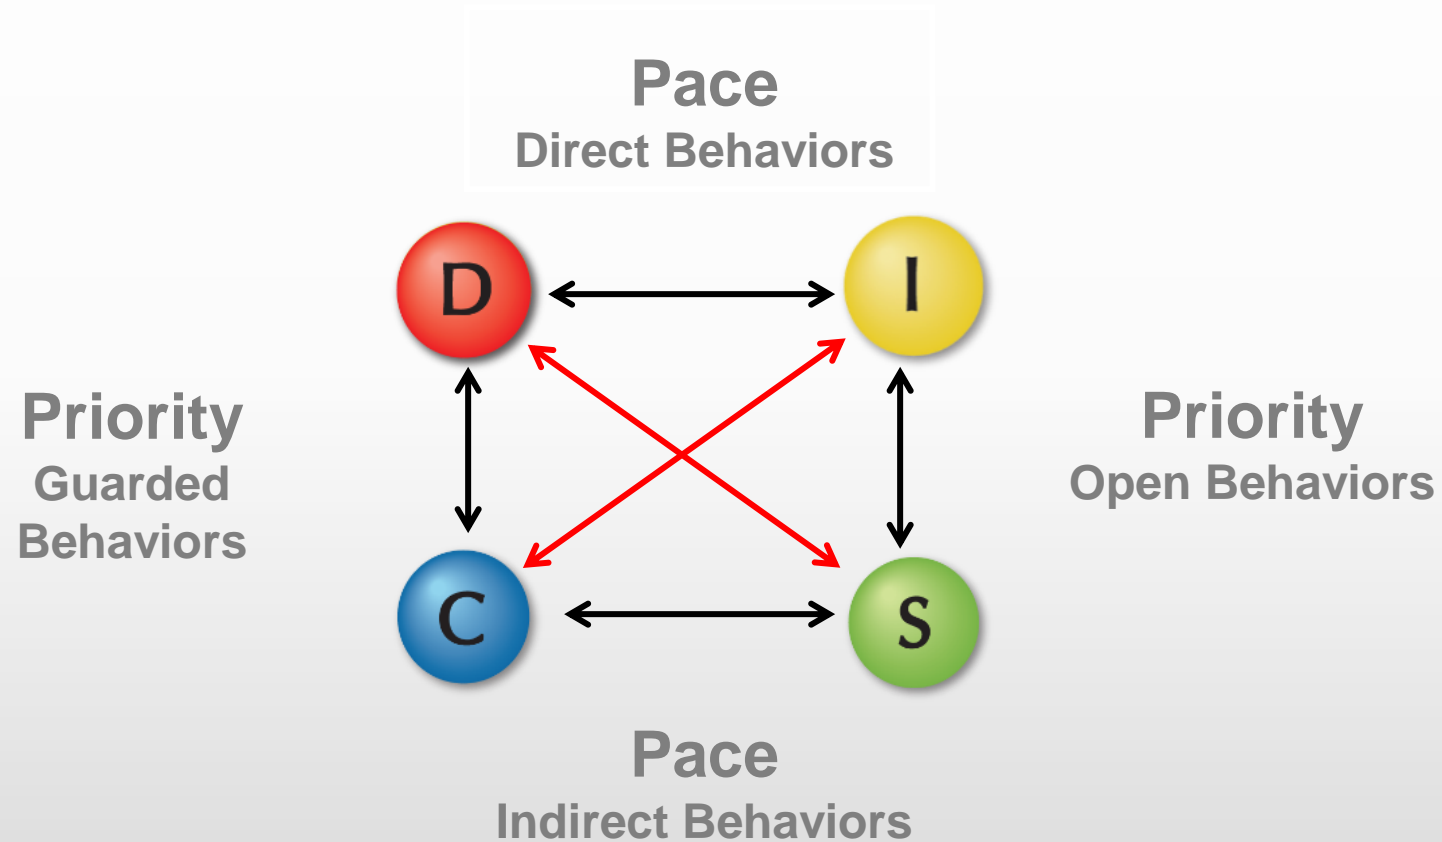 Pace
Direct Behaviors
D
I
Priority
Guarded
Behaviors
Priority
Open Behaviors
C
S
Pace
Indirect Behaviors